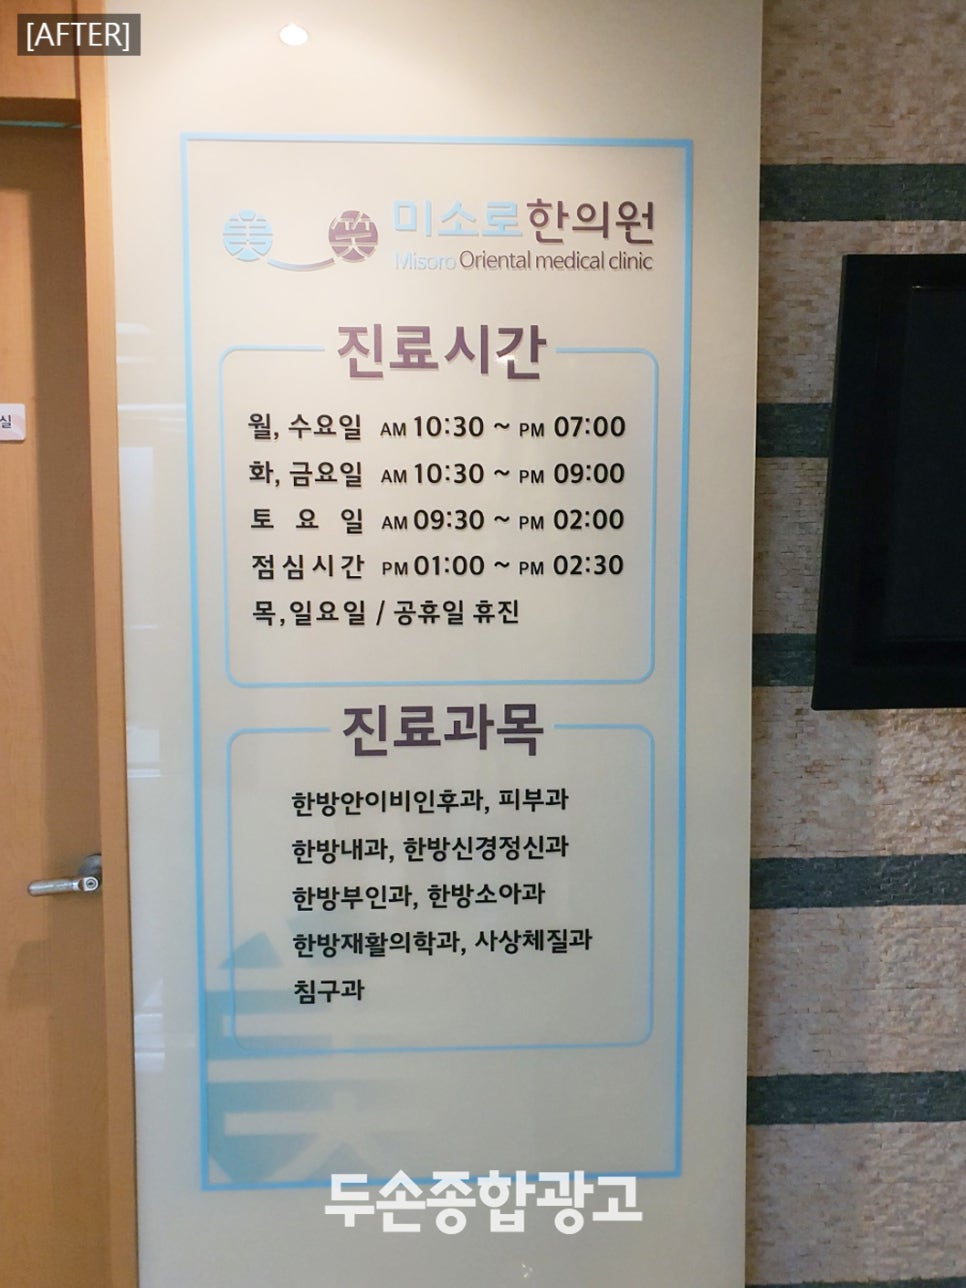 [AFTER]
美 笑 미소로한의원
Misoro Oriental medical clinic
진료시간
월, 수요일 AM 10:30 ~ PM 07:00
화, 금요일 AM 10:30 ~ PM 09:00
토 요 일 AM 09:30 ~ PM 02:00
점심시간 PM 01:00 ~ PM 02:30
목,일요일 / 공휴일 휴진
실
진료과목
한방안이비인후과, 피부과
한방내과, 한방신경정신과
한방부인과, 한방소아과
한방재활의학과, 사상체질과
침구과
두손종합광고